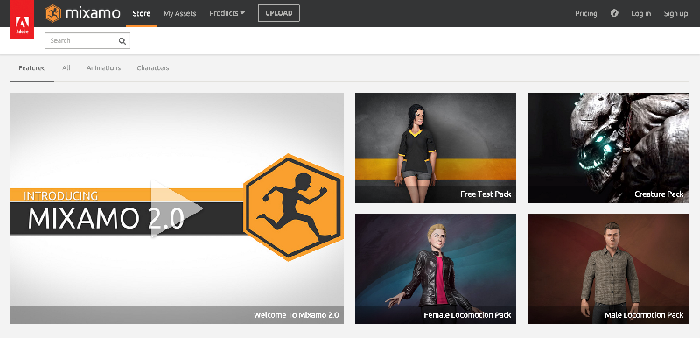 Adobe
mixamo
Store
My Assets
Products
UPLOAD
Pricing
Log in
Sign up
Search
Features
All
Animations
Characters
INTRODUCING
MIXAMO 2.0
Welcome To Mixamo 2.0
Free Test Pack
Creature Pack
Female Locomotion Pack
Male Locomotion Pack